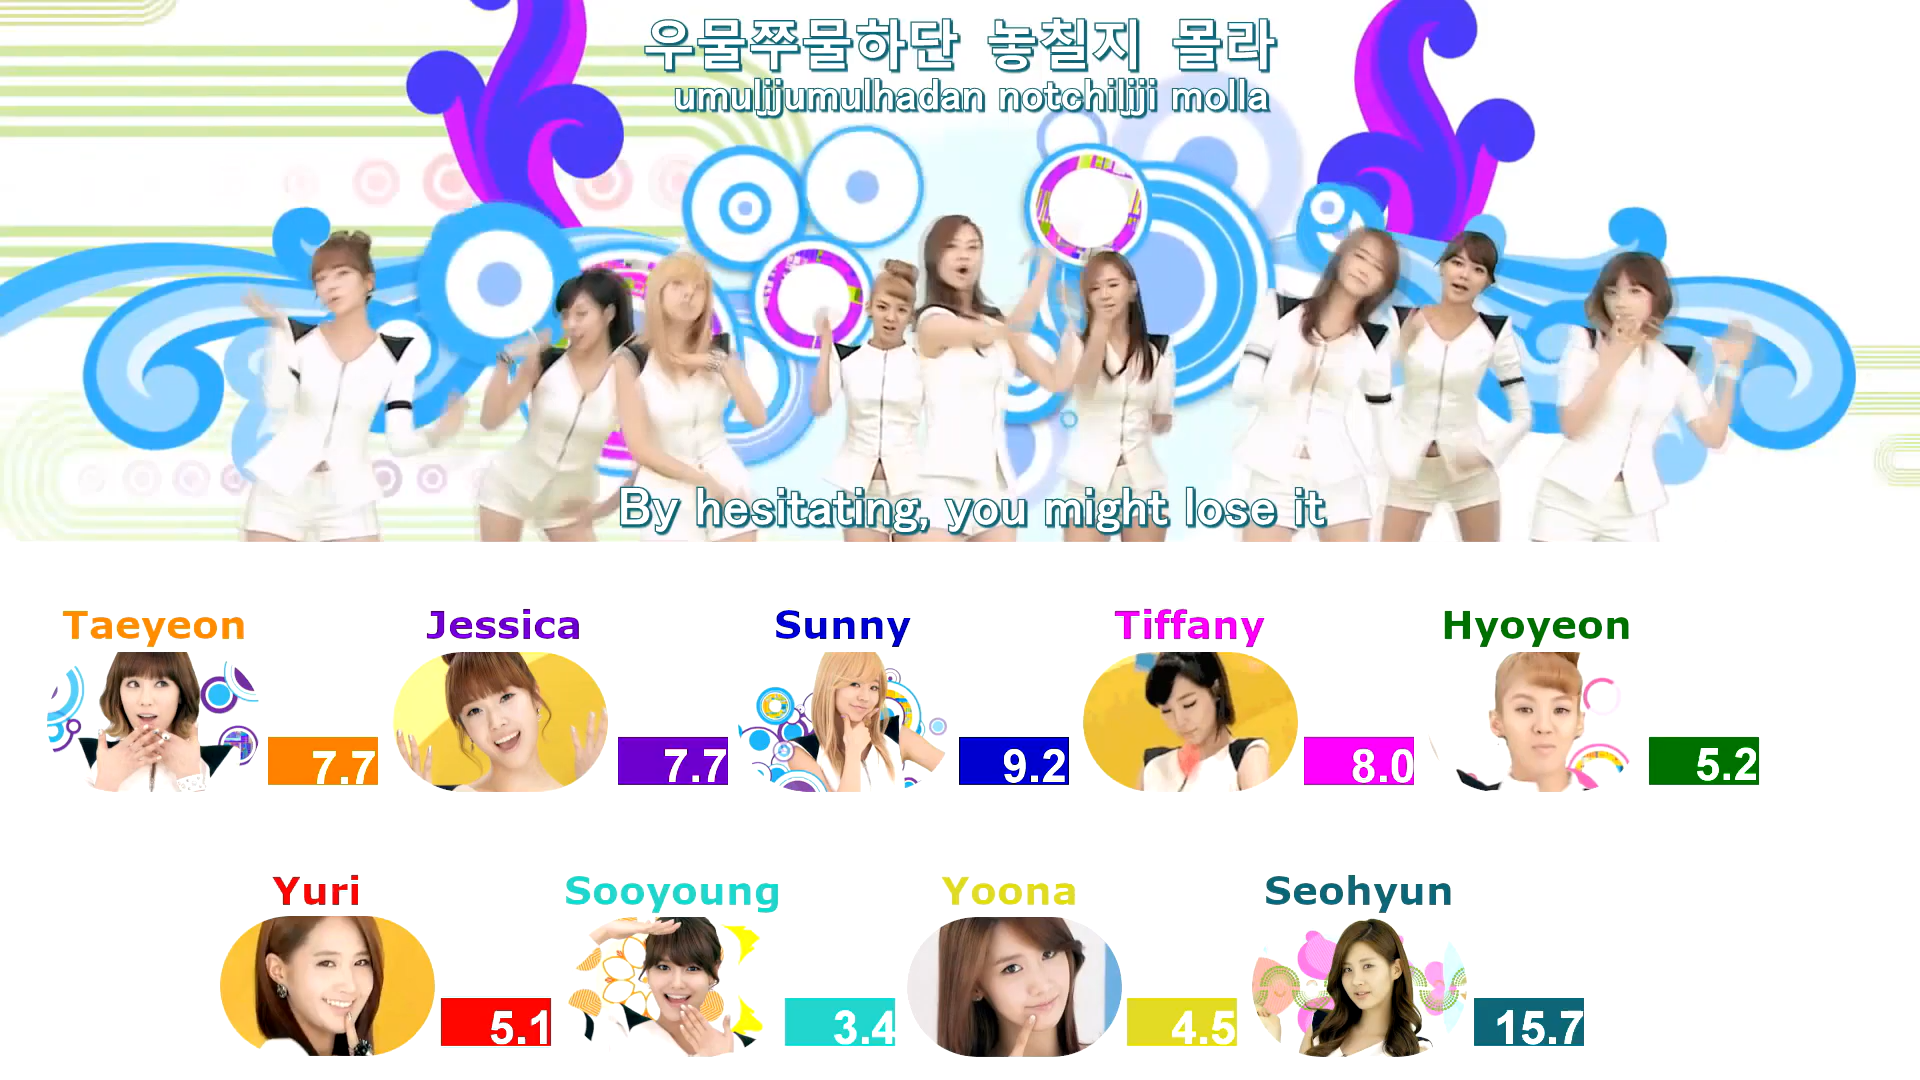 우물쭈물하단 놓칠지 몰라
umuljjumulhadan notchiljji molla
By hesitating, you might lose it
Taeyeon
Jessica
Sunny
Tiffany
Hyoyeon
7.7
7.7
9.2
8.0
5.2
Yuri
Sooyoung
Yoona
Seohyun
5.1
3.4
4.5
15.7